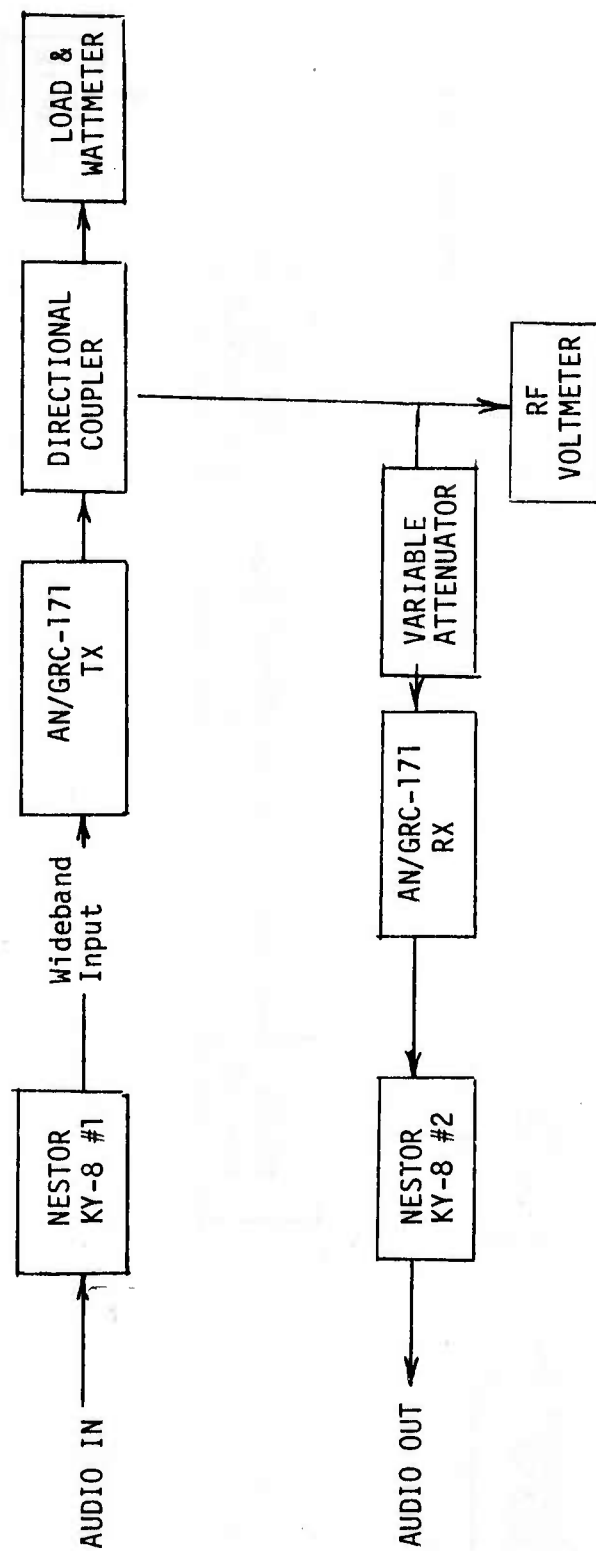 AUDIO IN
NESTOR
KY-8 #1
Wideband
Input
AN/GRC-171
TX
DIRECTIONAL
COUPLER
LOAD &
WATTMETER
AUDIO OUT
NESTOR
KY-8 #2
AN/GRC-171
RX
VARIABLE
ATTENUATOR
RF
VOLTMETER